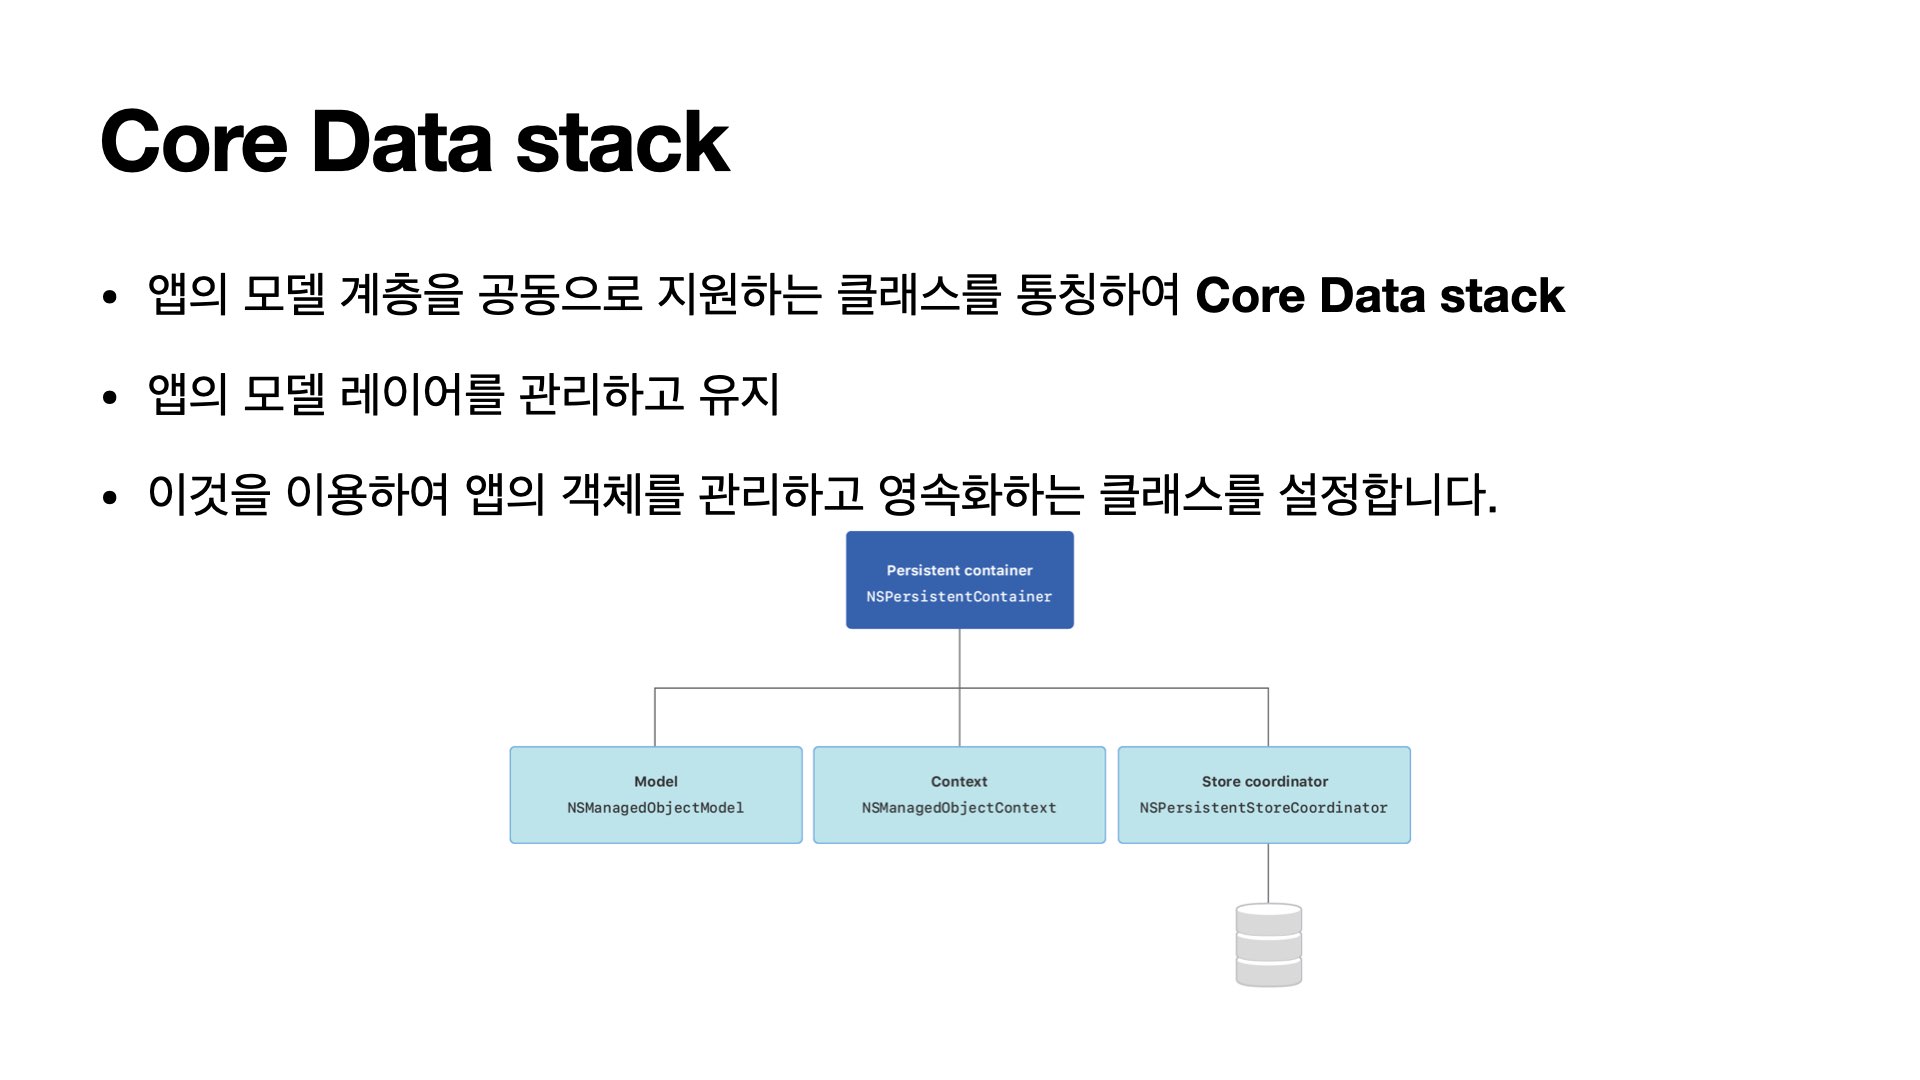 Core Data stack
• 앱의 모델 계층을 공동으로 지원하는 클래스를 통칭하여 Core Data stack
• 앱의 모델 레이어를 관리하고 유지
• 이것을 이용하여 앱의 객체를 관리하고 영속화하는 클래스를 설정합니다.
Persistent container
NSPersistentContainer
Model
NSManagedObjectModel
Context
NSManagedObjectContext
Store coordinator
NSPersistentStoreCoordinator